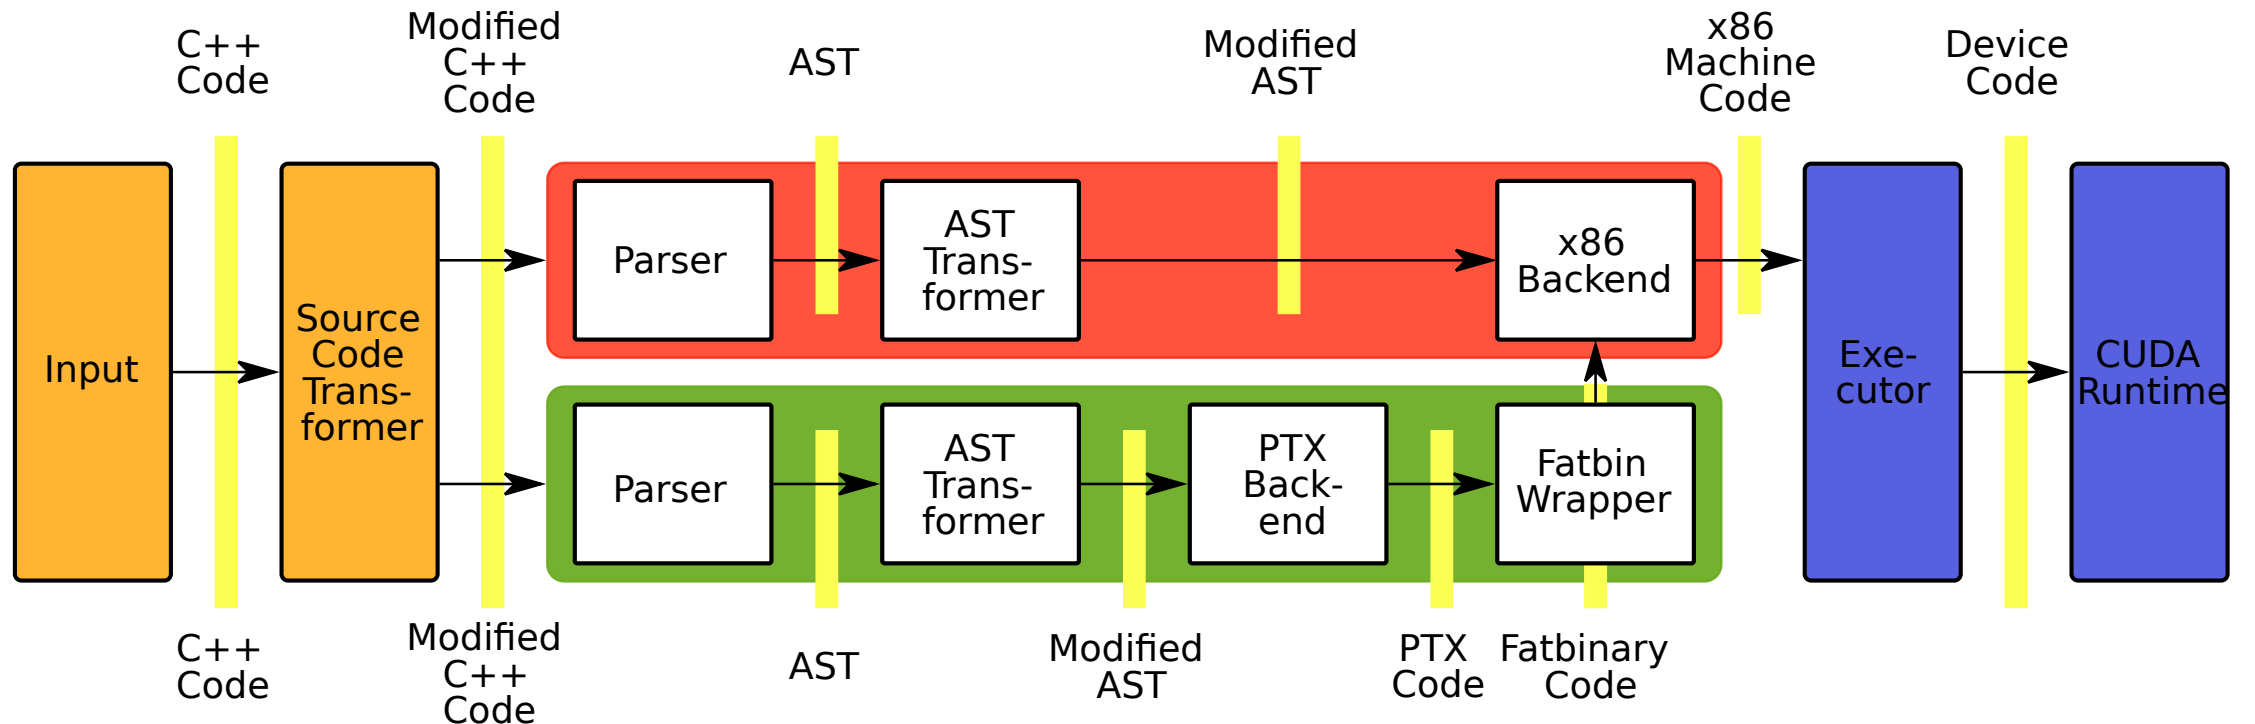 C++
Code
Modified
C++
Code
AST
Modified
AST
x86
Machine
Code
Device
Code
Input
Source
Code
Trans-
former
Parser
AST
Trans-
former
x86
Backend
Parser
AST
Trans-
former
PTX
Back-
end
Fatbin
Wrapper
Exe-
cutor
CUDA
Runtime
C++
Code
Modified
C++
Code
AST
Modified
AST
PTX
Code
Fatbinary
Code